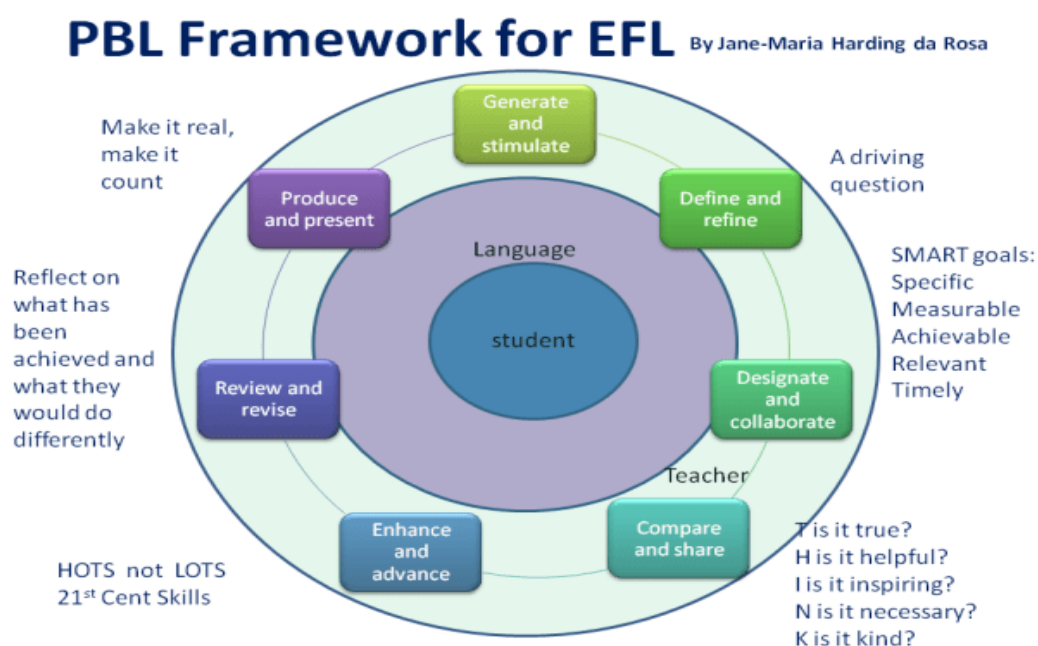 PBL Framework for EFL By Jane-Maria Harding da Rosa
Generate
and
stimulate
Make it real,
make it
count
A driving
question
Produce
and present
Define and
refine
Language
SMART goals:
Specific
Measurable
Achievable
Relevant
Timely
Reflect on
what has
been
achieved and
what they
would do
differently
student
Review and
revise
Designate
and
collaborate
Teacher
Enhance
and
advance
Compare
and share
T is it true?
H is it helpful?
I is it inspiring?
N is it necessary?
K is it kind?
HOTS not LOTS
21st Cent Skills